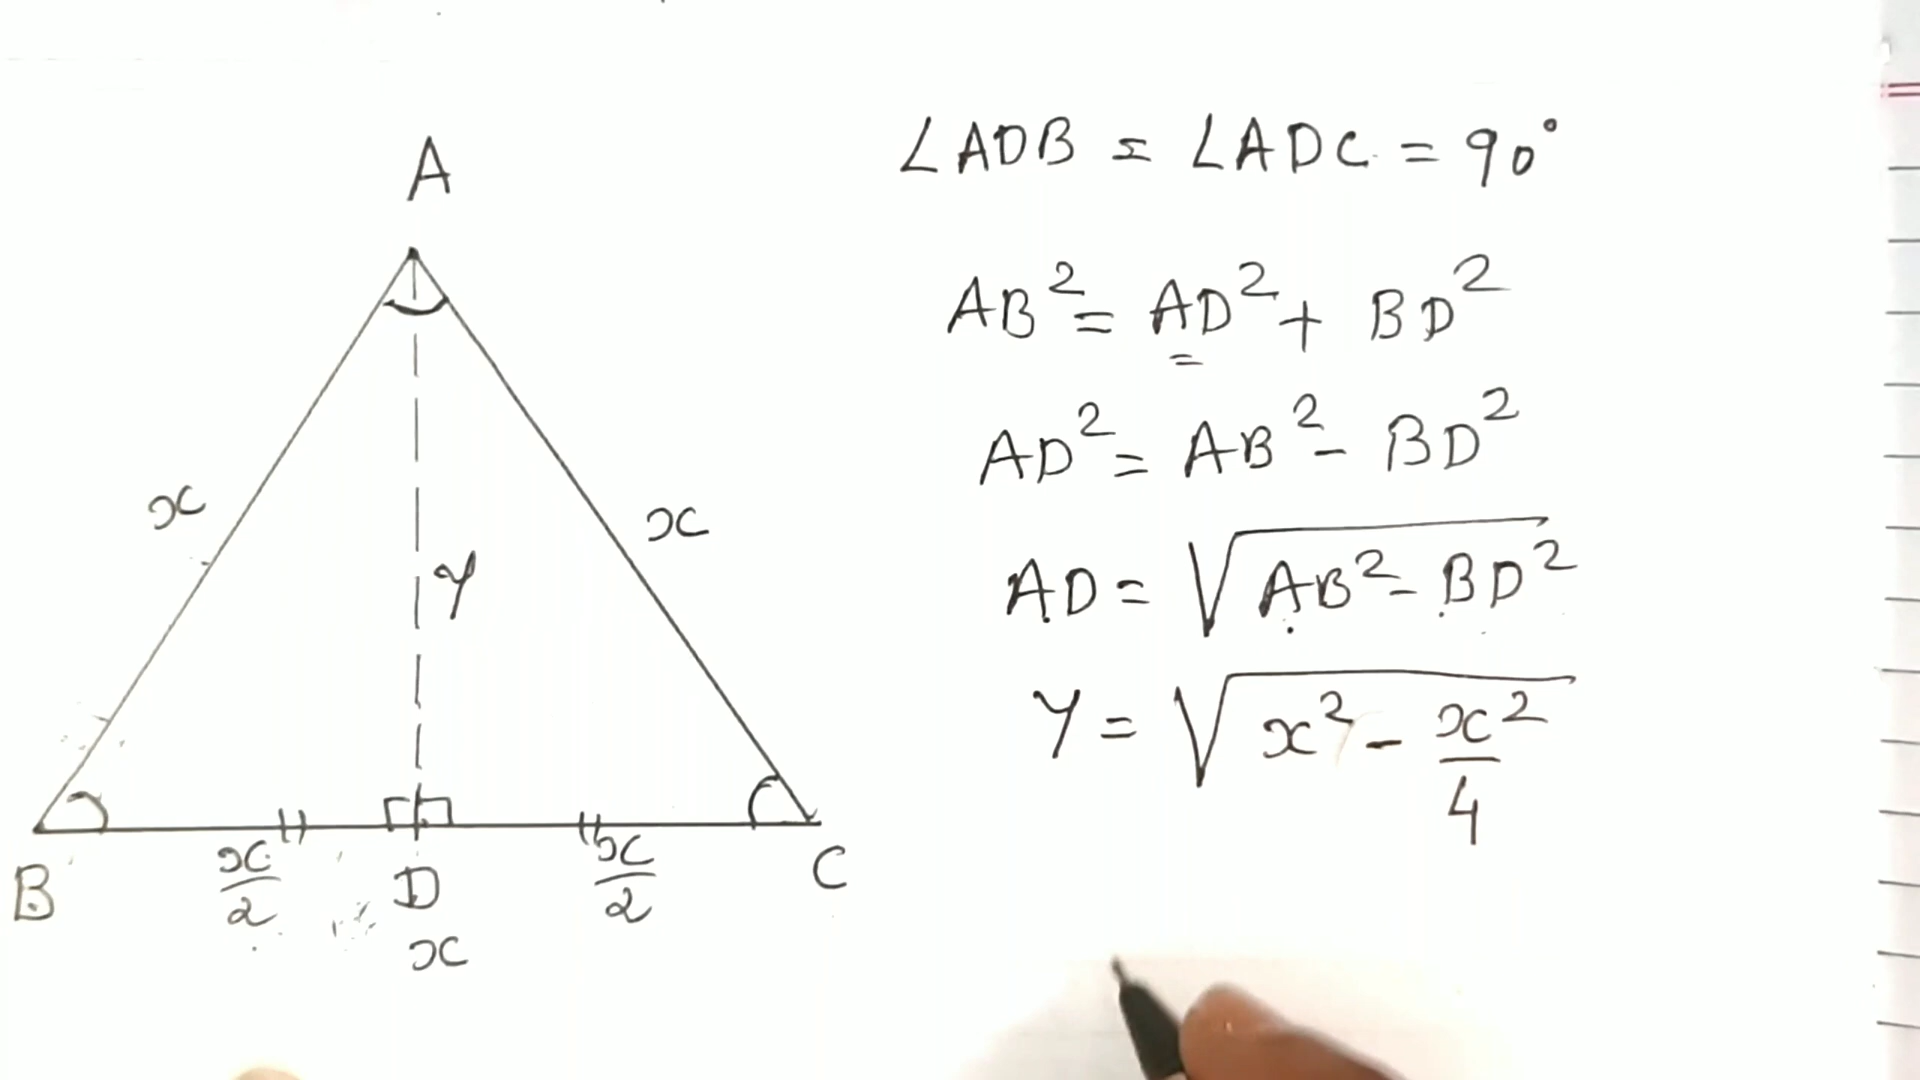 A
∠ADB = ∠ADC = 90°
AB² = AD² + BD²
AD² = AB² - BD²
x
x
y
AD = √(AB² - BD²)
y = √(x² - x²/4)
B
x/2
D
x/2
C
x